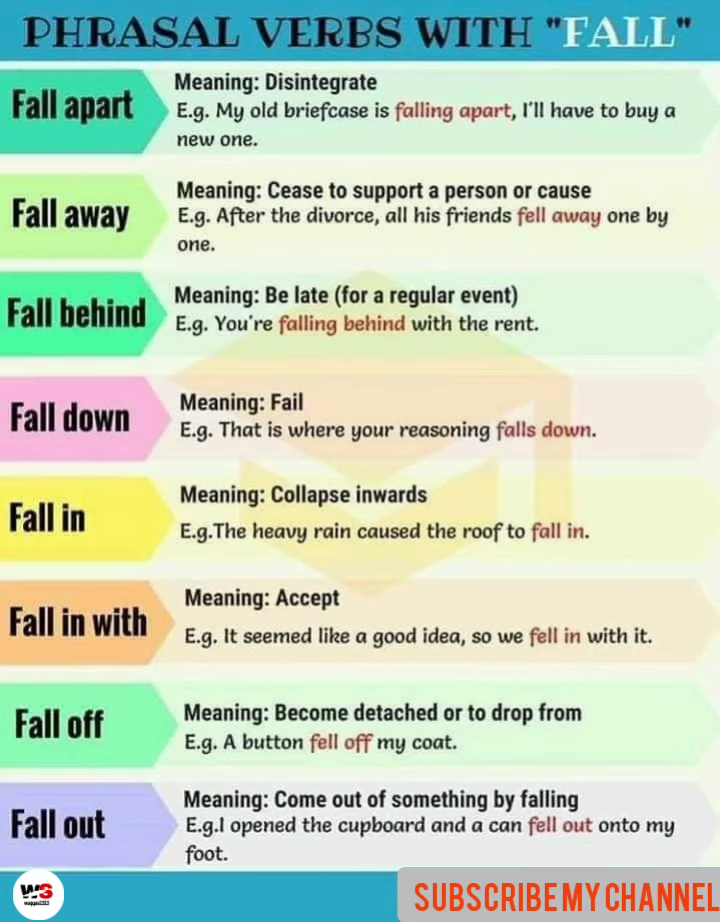 PHRASAL VERBS WITH "FALL"
Fall apart
Meaning: Disintegrate
E.g. My old briefcase is falling apart, I'll have to buy a
new one.
Fall away
Meaning: Cease to support a person or cause
E.g. After the divorce, all his friends fell away one by
one.
Fall behind
Meaning: Be late (for a regular event)
E.g. You're falling behind with the rent.
Fall down
Meaning: Fail
E.g. That is where your reasoning falls down.
Fall in
Meaning: Collapse inwards
E.g.The heavy rain caused the roof to fall in.
Fall in with
Meaning: Accept
E.g. It seemed like a good idea, so we fell in with it.
Fall off
Meaning: Become detached or to drop from
E.g. A button fell off my coat.
Fall out
Meaning: Come out of something by falling
E.g.I opened the cupboard and a can fell out onto my
foot.
SUBSCRIBE MY CHANNEL